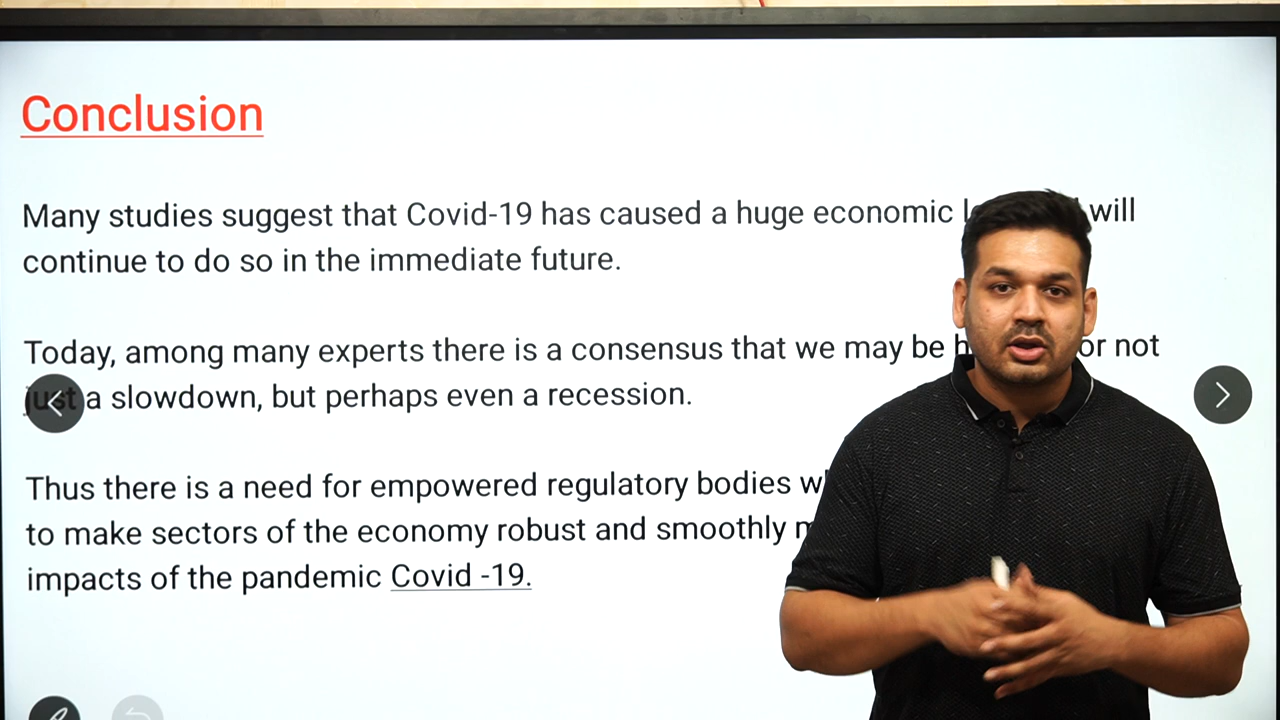 Conclusion
Many studies suggest that Covid-19 has caused a huge economic will
continue to do so in the immediate future.
Today, among many experts there is a consensus that we may be or not
just a slowdown, but perhaps even a recession.
Thus there is a need for empowered regulatory bodies
to make sectors of the economy robust and smoothly
impacts of the pandemic Covid -19.